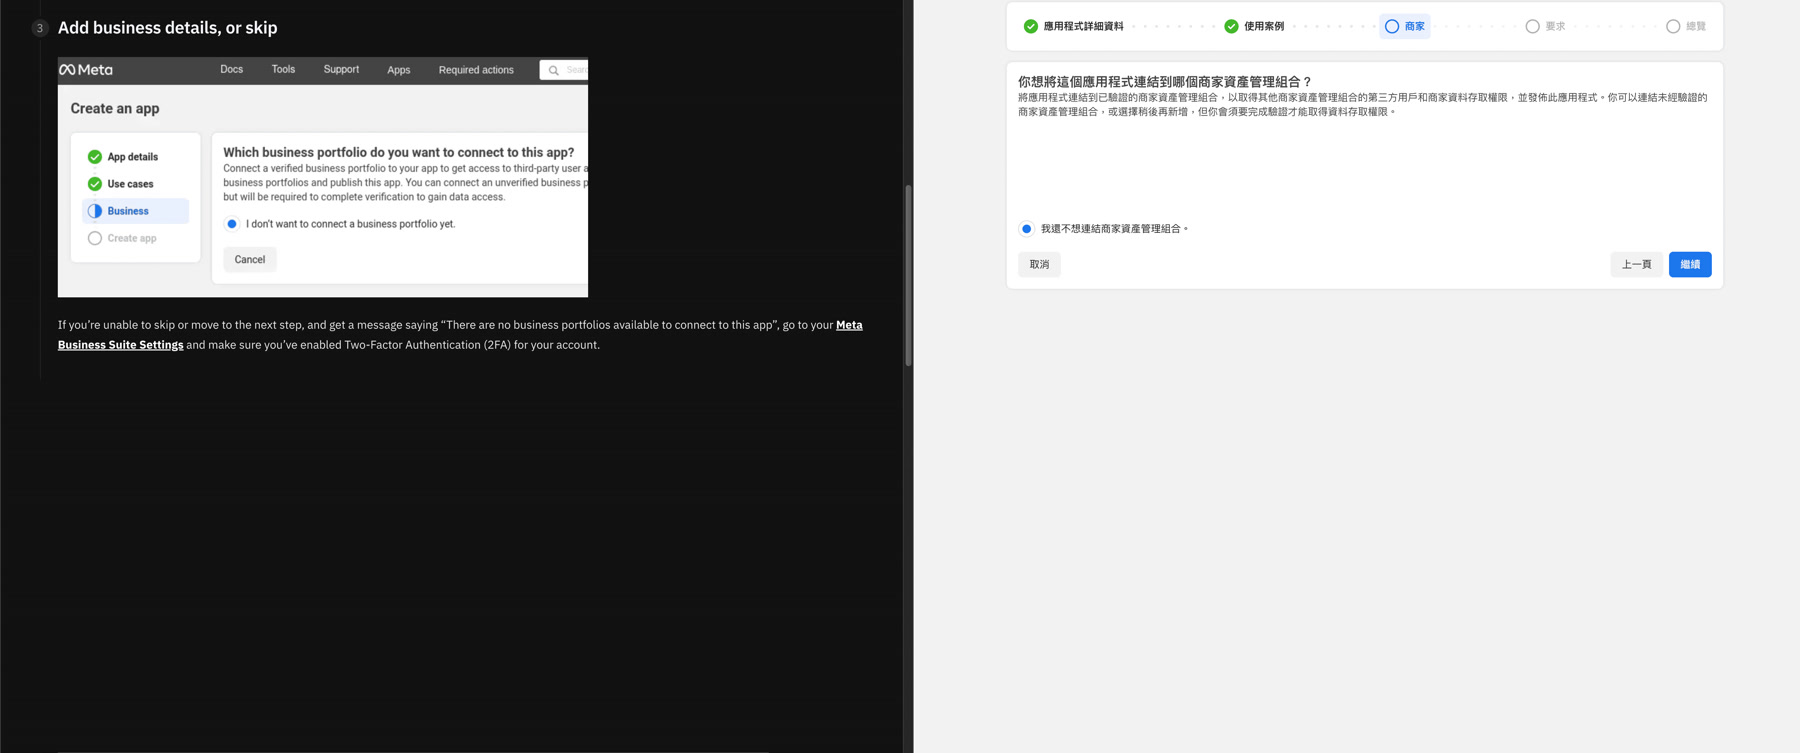 3
Add business details, or skip
Meta
Docs
Tools
Support
Apps
Required actions
Searc
Create an app
App details
Use cases
Business
Create app
Which business portfolio do you want to connect to this app?
Connect a verified business portfolio to your app to get access to third-party user a
business portfolios and publish this app. You can connect an unverified business p
but will be required to complete verification to gain data access.
I don't want to connect a business portfolio yet.
Cancel
If you’re unable to skip or move to the next step, and get a message saying “There are no business portfolios available to connect to this app”, go to your Meta
Business Suite Settings and make sure you’ve enabled Two-Factor Authentication (2FA) for your account.
應用程式詳細資料
使用案例
商家
要求
總覽
你想將這個應用程式連結到哪個商家資產管理組合？
將應用程式連結到已驗證的商家資產管理組合，以取得其他商家資產管理組合的第三方用戶和商家資料存取權限，並發佈此應用程式。你可以連結未經驗證的
商家資產管理組合，或選擇稍後再新增，但你會須要完成驗證才能取得資料存取權限。
我還不想連結商家資產管理組合。
取消
上一頁
繼續